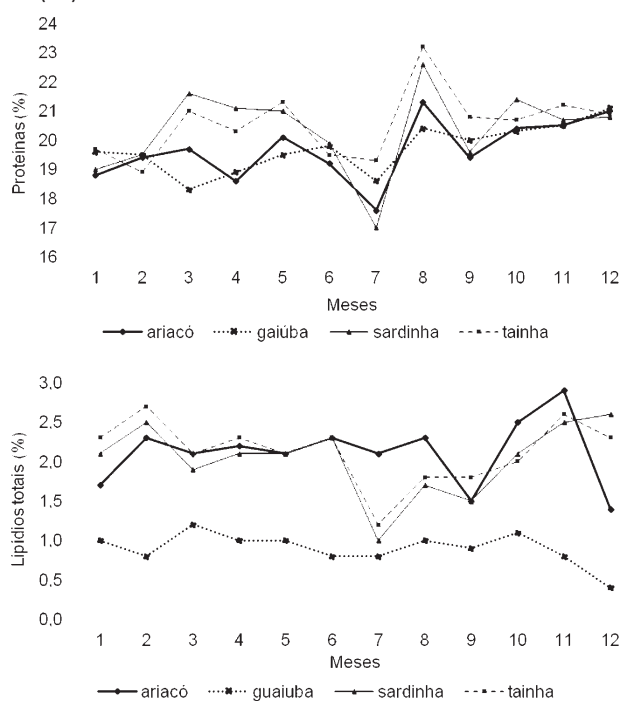 24
23
22
21
20
19
18
17
16
Proteinas (%)
1 2 3 4 5 6 7 8 9 10 11 12
Meses
ariacó gaiúba sardinha tainha
3,0
2,5
2,0
1,5
1,0
0,5
0,0
Lipidios totais (%)
1 2 3 4 5 6 7 8 9 10 11 12
Meses
ariacó guaiuba sardinha tainha